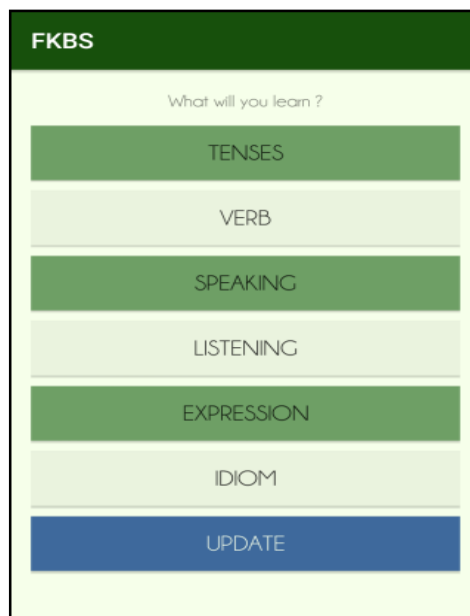 FKBS
What will you learn ?
TENSES
VERB
SPEAKING
LISTENING
EXPRESSION
IDIOM
UPDATE